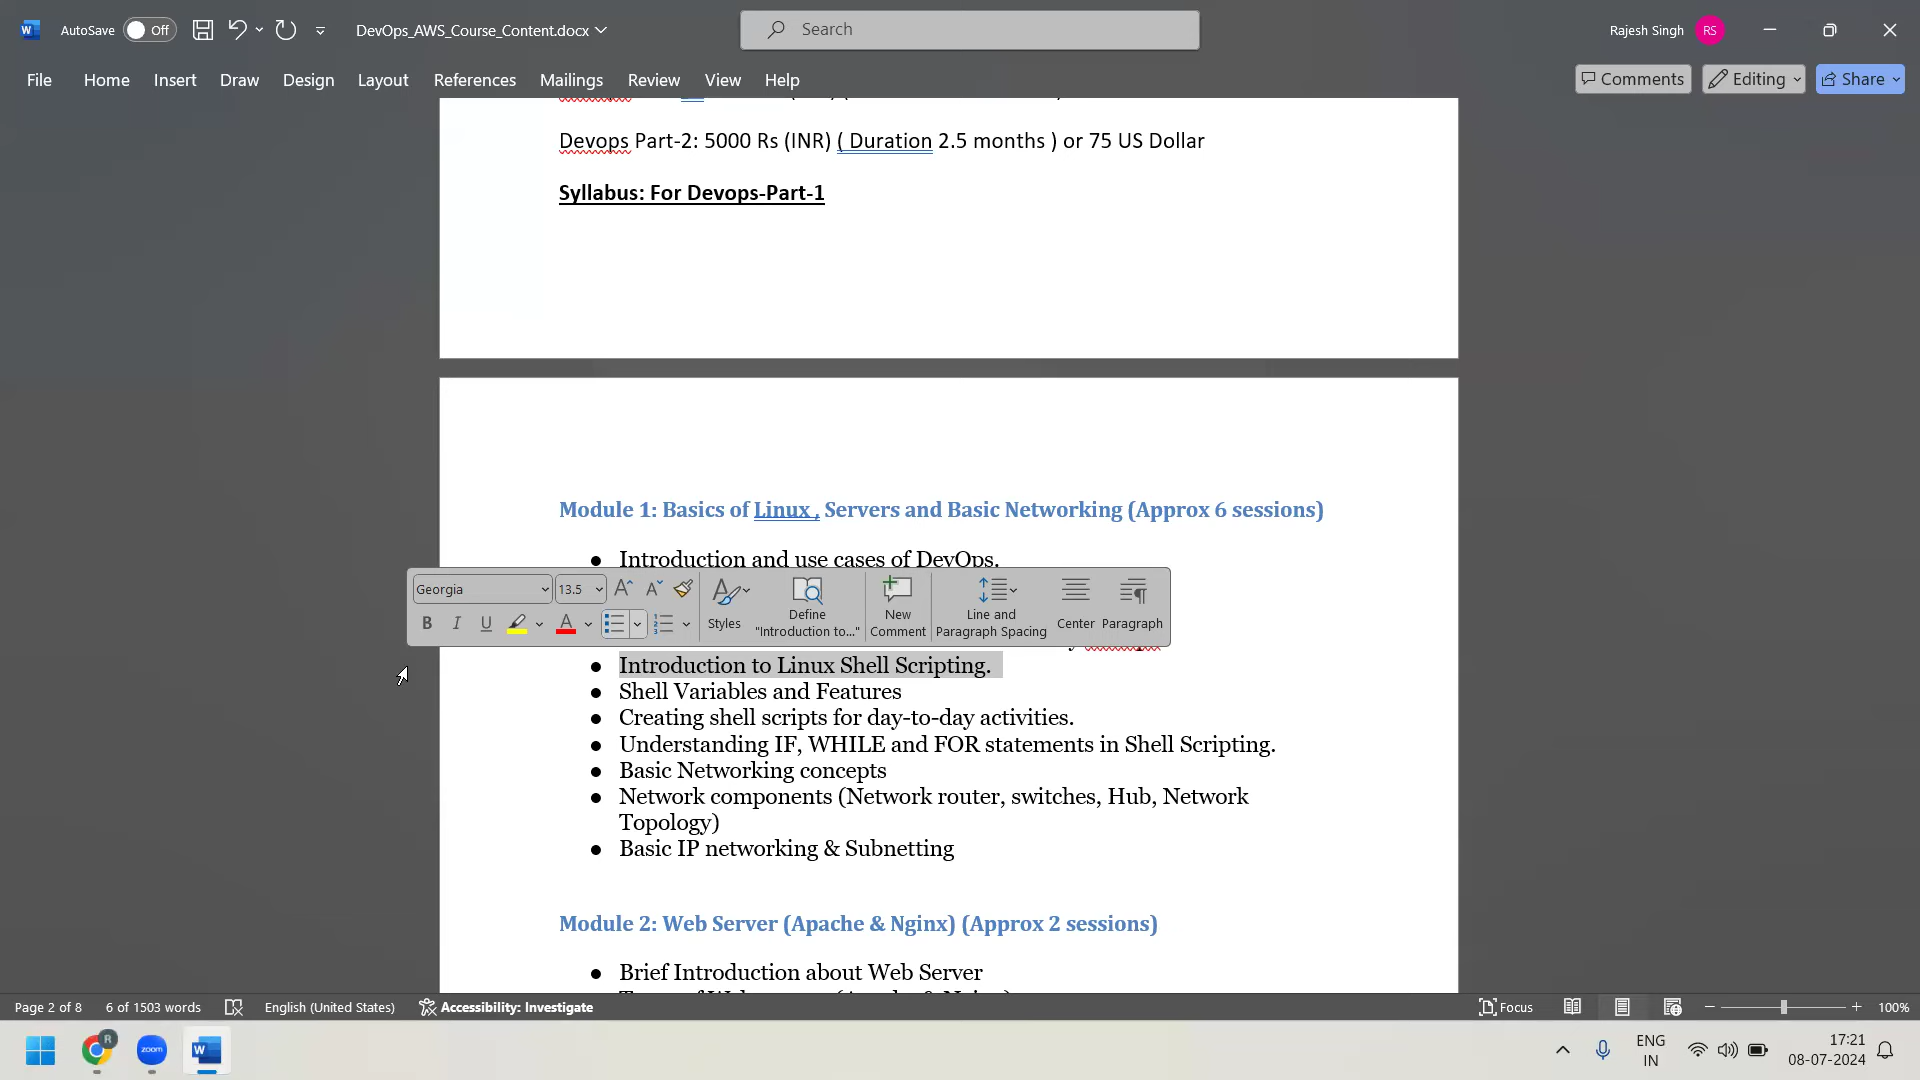 AutoSave Off DevOps_AWS_Course_Content.docx Search Rajesh Singh RS
File Home Insert Draw Design Layout References Mailings Review View Help Comments Editing Share
Devops Part-2: 5000 Rs (INR) ( Duration 2.5 months ) or 75 US Dollar
Syllabus: For Devops-Part-1
Module 1: Basics of Linux , Servers and Basic Networking (Approx 6 sessions)
● Introduction and use cases of DevOps.
Georgia 13.5
B I U A Styles Define "Introduction to..." New Comment Line and Paragraph Spacing Center Paragraph
● Introduction to Linux Shell Scripting.
● Shell Variables and Features
● Creating shell scripts for day-to-day activities.
● Understanding IF, WHILE and FOR statements in Shell Scripting.
● Basic Networking concepts
● Network components (Network router, switches, Hub, Network
Topology)
● Basic IP networking & Subnetting
Module 2: Web Server (Apache & Nginx) (Approx 2 sessions)
● Brief Introduction about Web Server
Page 2 of 8 6 of 1503 words English (United States) Accessibility: Investigate Focus 100%
R zoom W ENG IN 17:21
08-07-2024